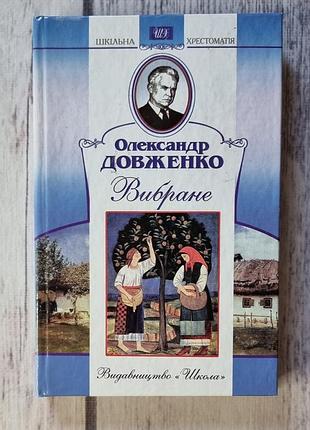 ШКІЛЬНА ХРЕСТОМАТІЯ
Олександр
ДОВЖЕНКО
Вибране
Видавництво «Школа»